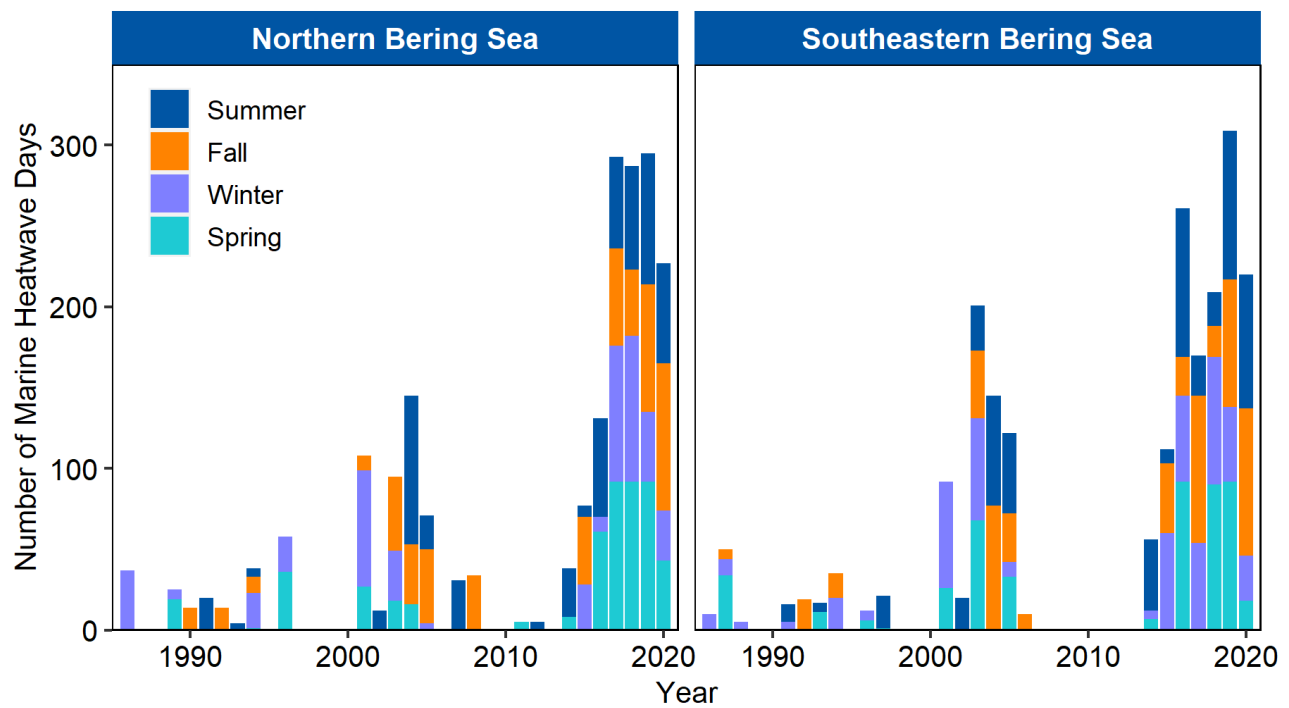 Northern Bering Sea
Southeastern Bering Sea
Number of Marine Heatwave Days
300
200
100
0
Summer
Fall
Winter
Spring
1990
2000
2010
2020
1990
2000
2010
2020
Year